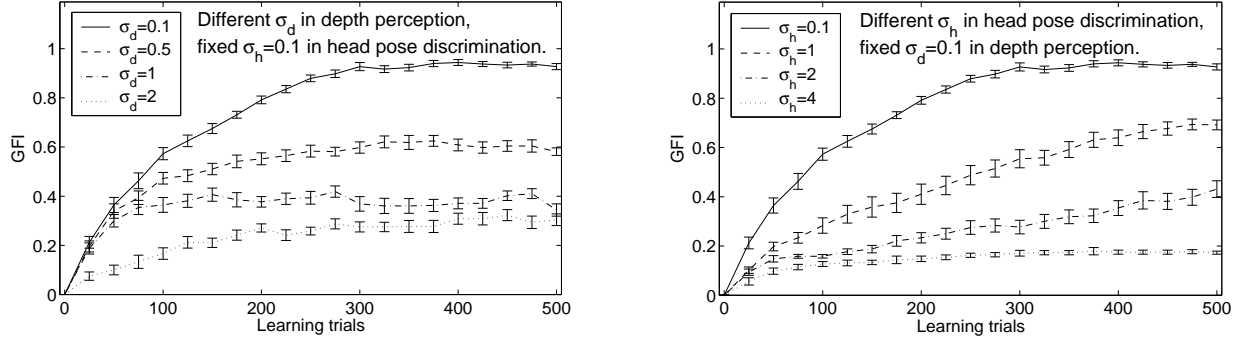 σd=0.1
σd=0.5
σd=1
σd=2
Different σd in depth perception,
fixed σh=0.1 in head pose discrimination.
1
0.8
0.6
0.4
0.2
0
GFI
0 100 200 300 400 500
Learning trials
σh=0.1
σh=1
σh=2
σh=4
Different σh in head pose discrimination,
fixed σd=0.1 in depth perception.
1
0.8
0.6
0.4
0.2
0
GFI
0 100 200 300 400 500
Learning trials